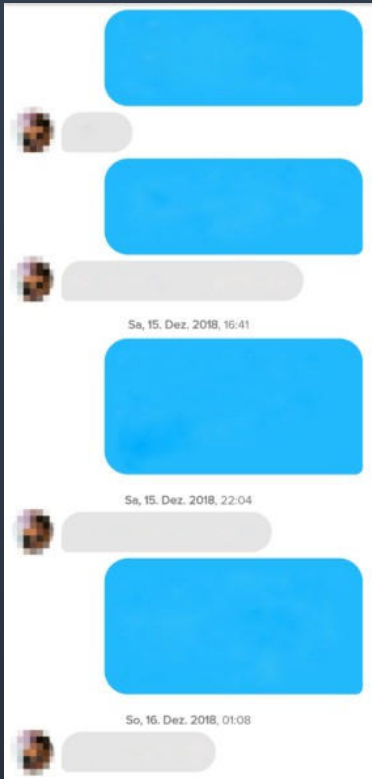 Sa, 15. Dez. 2018, 16:41
Sa, 15. Dez. 2018, 22:04
So, 16. Dez. 2018, 01:08